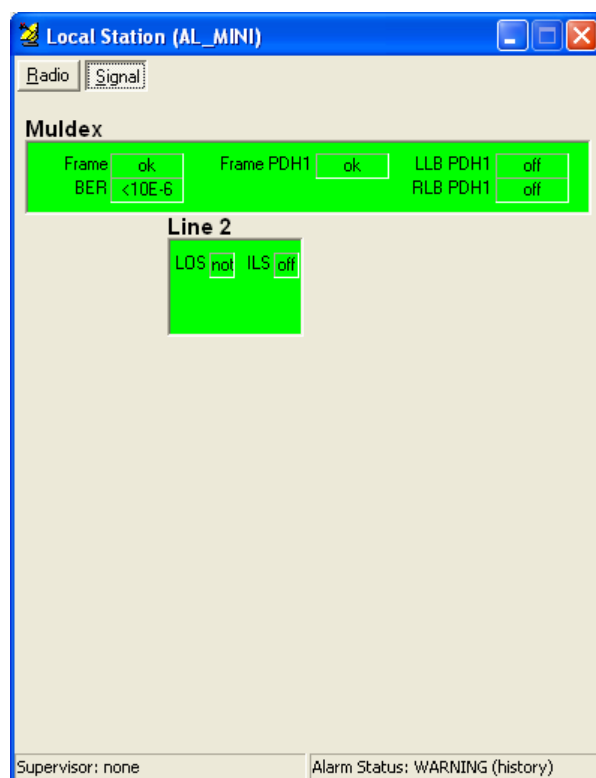 Local Station (AL_MINI)
Radio Signal
Muldex
Frame ok Frame PDH1 ok LLB PDH1 off
BER <10E-6 RLB PDH1 off
Line 2
LOS not ILS off
Supervisor: none Alarm Status: WARNING (history)